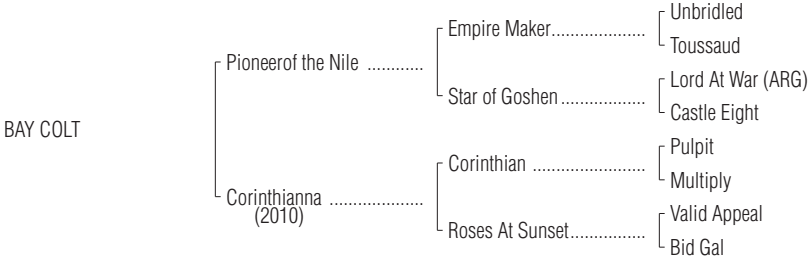 Unbridled
Empire Maker.....................
Toussaud
Pioneerof the Nile ............
Lord At War (ARG)
Star of Goshen...................
Castle Eight
BAY COLT
Pulpit
Corinthian .........................
Multiply
Corinthianna .....................
(2010)
Valid Appeal
Roses At Sunset.................
Bid Gal